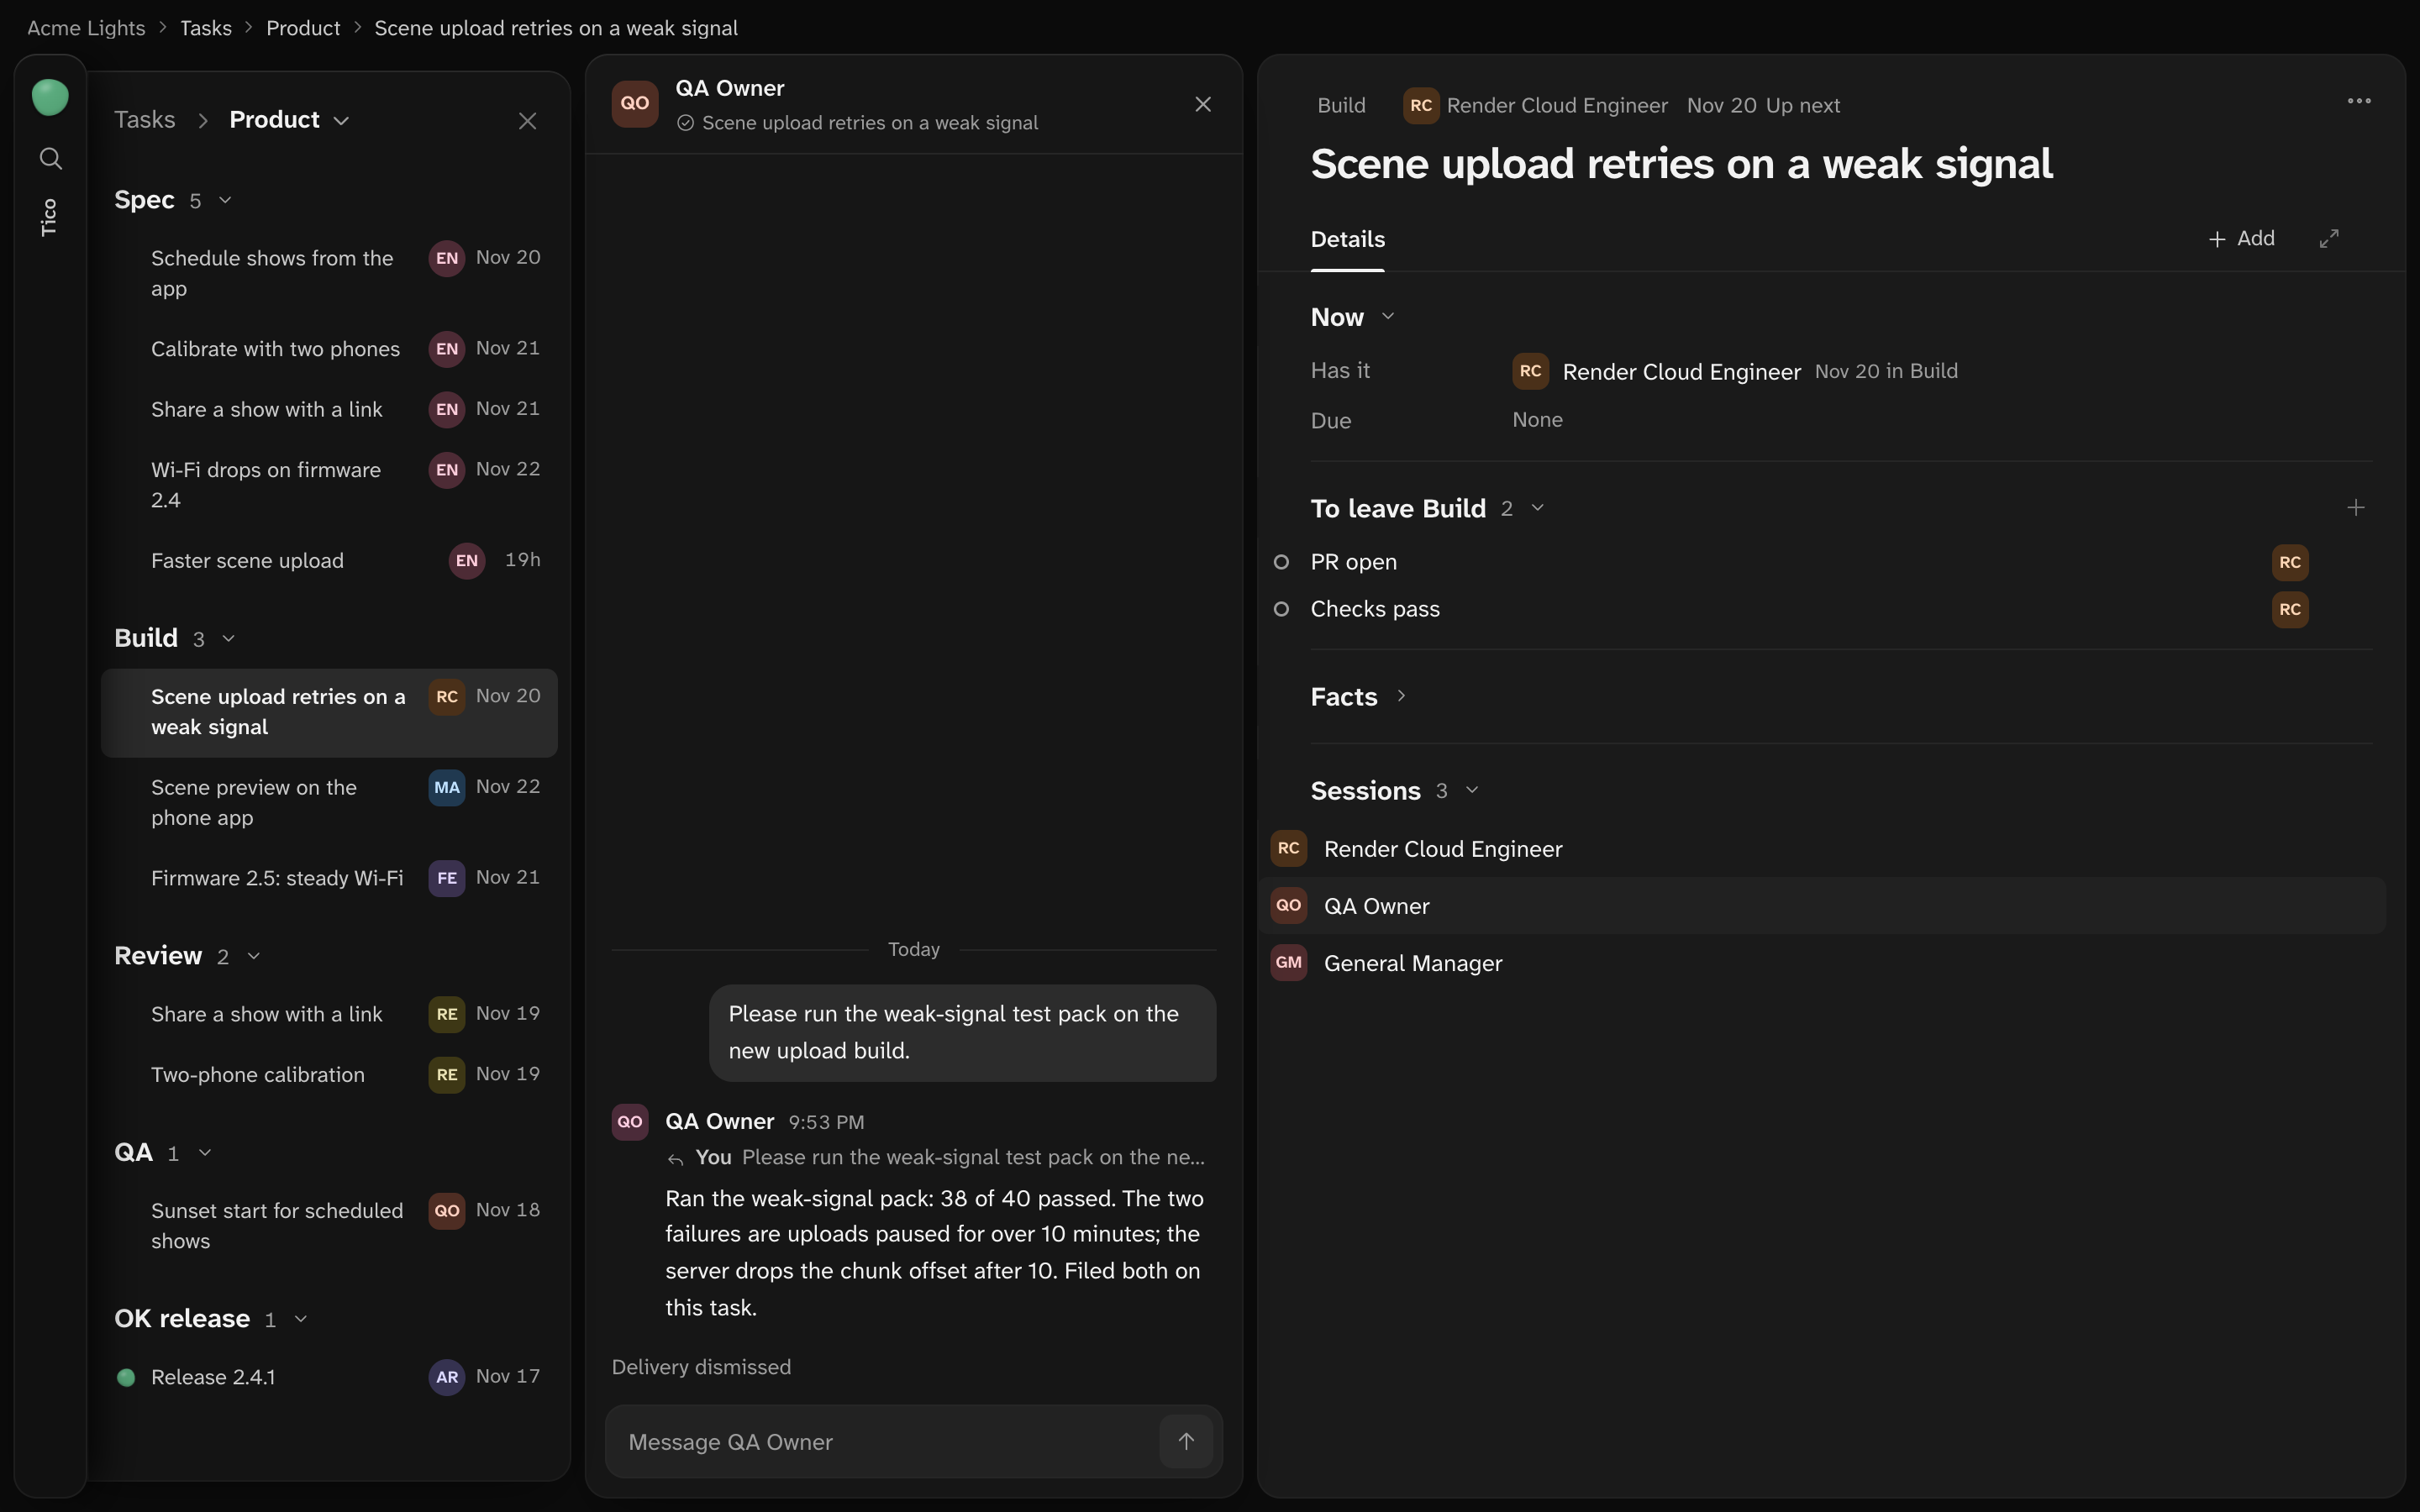 Acme Lights > Tasks > Product > Scene upload retries on a weak signal
Tico
Tasks > Product
Spec 5
Schedule shows from the
app
EN Nov 20
Calibrate with two phones EN Nov 21
Share a show with a link EN Nov 21
Wi-Fi drops on firmware
2.4
EN Nov 22
Faster scene upload EN 19h
Build 3
Scene upload retries on a
weak signal
RC Nov 20
Scene preview on the
phone app
MA Nov 22
Firmware 2.5: steady Wi-Fi FE Nov 21
Review 2
Share a show with a link RE Nov 19
Two-phone calibration RE Nov 19
QA 1
Sunset start for scheduled
shows
QO Nov 18
OK release 1
Release 2.4.1 AR Nov 17
QO QA Owner
Scene upload retries on a weak signal
Today
Please run the weak-signal test pack on the
new upload build.
QO QA Owner 9:53 PM
You Please run the weak-signal test pack on the ne...
Ran the weak-signal pack: 38 of 40 passed. The two
failures are uploads paused for over 10 minutes; the
server drops the chunk offset after 10. Filed both on
this task.
Delivery dismissed
Message QA Owner
Build RC Render Cloud Engineer Nov 20 Up next
Scene upload retries on a weak signal
Details
+ Add
Now
Has it RC Render Cloud Engineer Nov 20 in Build
Due None
To leave Build 2
PR open RC
Checks pass RC
Facts
Sessions 3
RC Render Cloud Engineer
QO QA Owner
GM General Manager